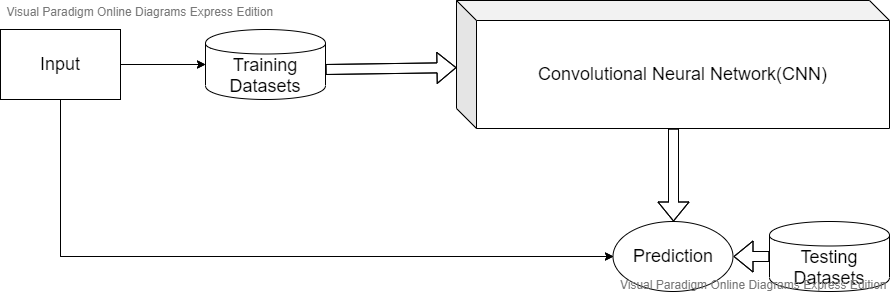 Visual Paradigm Online Diagrams Express Edition
Input
Training
Datasets
Convolutional Neural Network(CNN)
Prediction
Testing
Datasets
Visual Paradigm Online Diagrams Express Edition